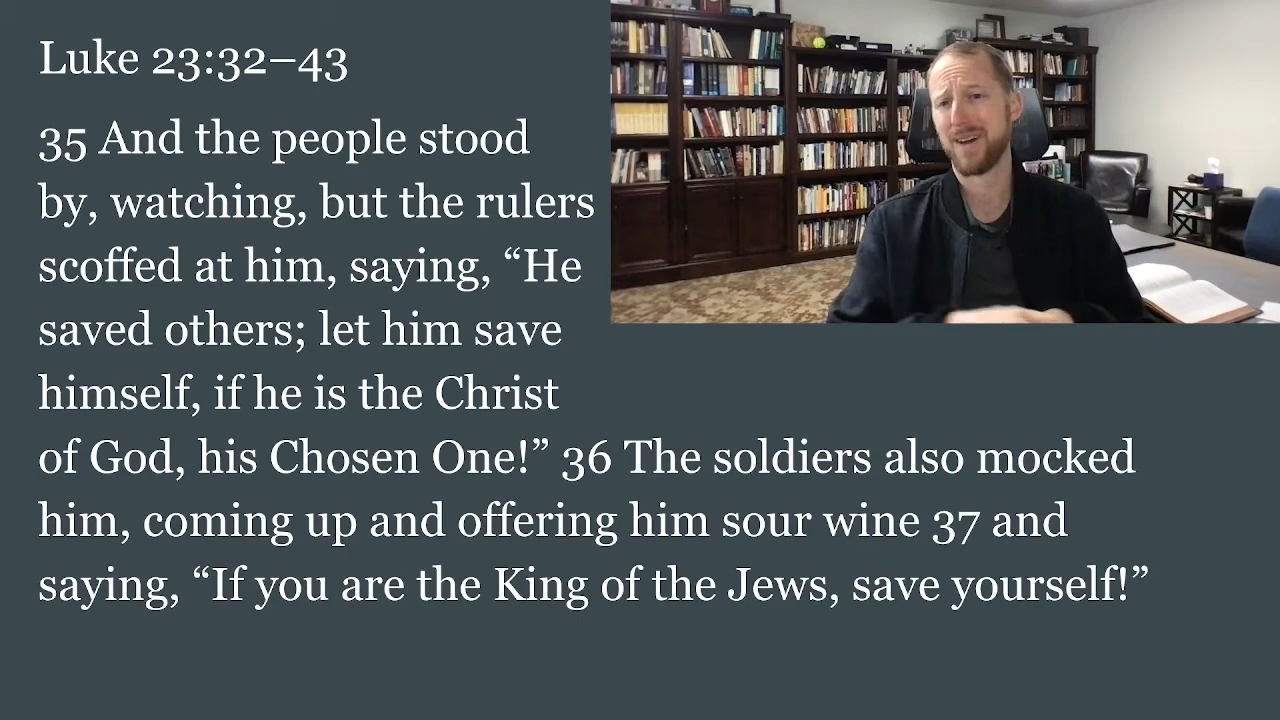 Luke 23:32–43
35 And the people stood
by, watching, but the rulers
scoffed at him, saying, “He
saved others; let him save
himself, if he is the Christ
of God, his Chosen One!” 36 The soldiers also mocked
him, coming up and offering him sour wine 37 and
saying, “If you are the King of the Jews, save yourself!”